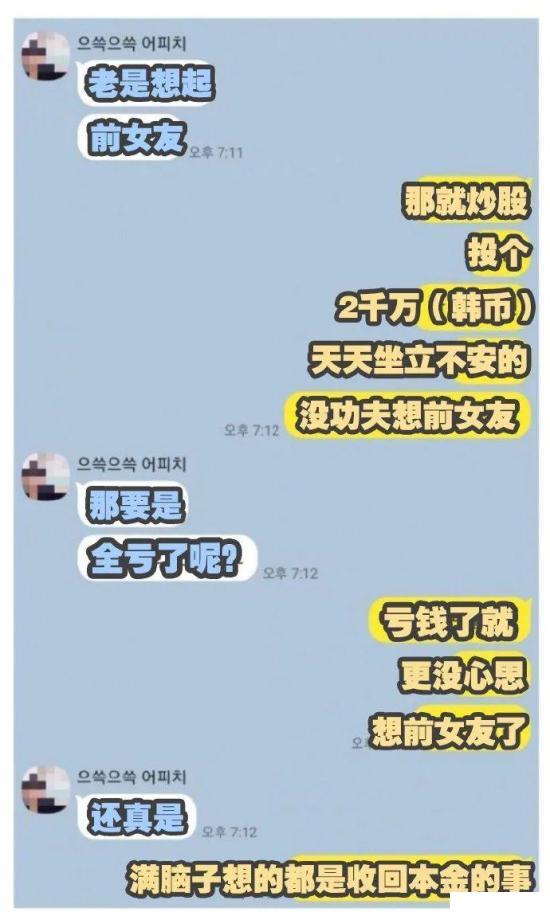 으쓱으쓱 어피치
老是想起
前女友
오후 7:11
那就炒股
投个
2千万(韩币)
天天坐立不安的
没功夫想前女友
오후 7:12
으쓱으쓱 어피치
那要是
全亏了呢?
오후 7:12
亏钱了就
更没心思
想前女友了
으쓱으쓱 어피치
还真是
오후 7:12
满脑子想的都是收回本金的事